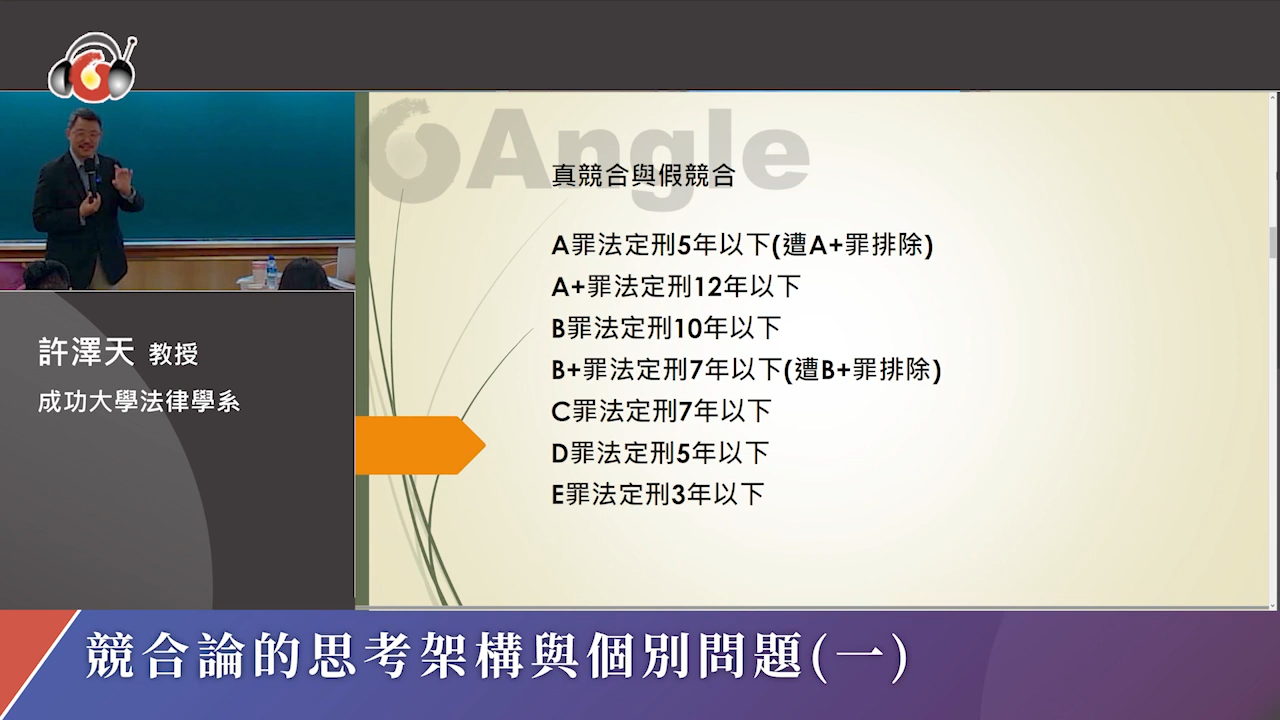 Angle
真競合與假競合
A罪法定刑5年以下(遭A+罪排除)
A+罪法定刑12年以下
B罪法定刑10年以下
B+罪法定刑7年以下(遭B+罪排除)
C罪法定刑7年以下
D罪法定刑5年以下
E罪法定刑3年以下
許澤天 教授
成功大學法律學系
競合論的思考架構與個別問題(一)